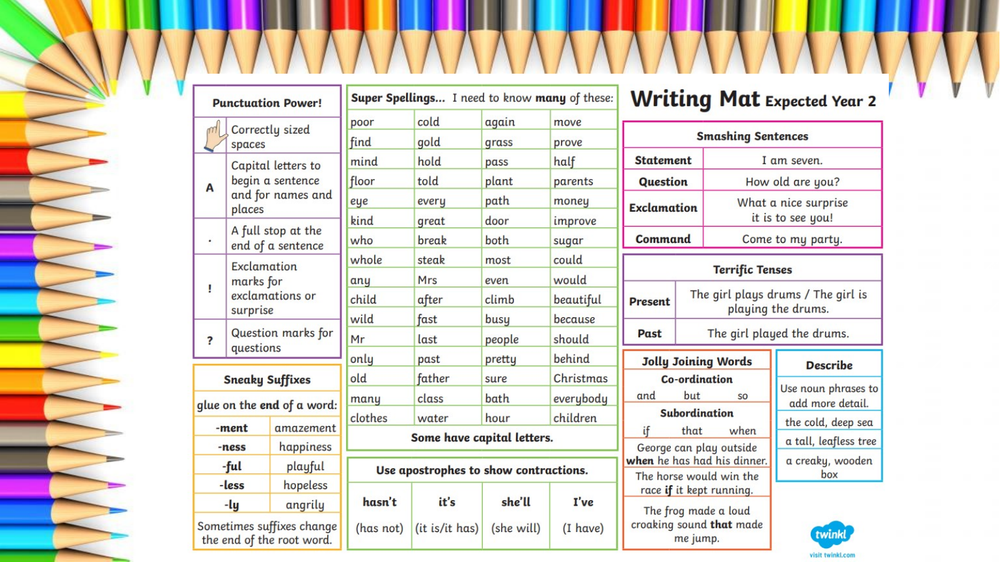 Punctuation Power!
Correctly sized
spaces
A
Capital letters to
begin a sentence
and for names and
places
.
A full stop at the
end of a sentence
!
Exclamation
marks for
exclamations or
surprise
?
Question marks for
questions
Sneaky Suffixes
glue on the end of a word:
-ment amazement
-ness happiness
-ful playful
-less hopeless
-ly angrily
Sometimes suffixes change
the end of the root word.
Super Spellings... I need to know many of these:
poor cold again move
find gold grass prove
mind hold pass half
floor told plant parents
eye every path money
kind great door improve
who break both sugar
whole steak most could
any Mrs even would
child after climb beautiful
wild fast busy because
Mr last people should
only past pretty behind
old father sure Christmas
many class bath everybody
clothes water hour children
Some have capital letters.
Use apostrophes to show contractions.
hasn't it's she'll I've
(has not) (it is/it has) (she will) (I have)
Writing Mat Expected Year 2
Smashing Sentences
Statement I am seven.
Question How old are you?
Exclamation What a nice surprise
it is to see you!
Command Come to my party.
Terrific Tenses
Present The girl plays drums / The girl is
playing the drums.
Past The girl played the drums.
Jolly Joining Words
Co-ordination
and but so
Subordination
if that when
George can play outside
when he has had his dinner.
The horse would win the
race if it kept running.
The frog made a loud
croaking sound that made
me jump.
Describe
Use noun phrases to
add more detail.
the cold, deep sea
a tall, leafless tree
a creaky, wooden
box
twinkl
visit twinkl.com